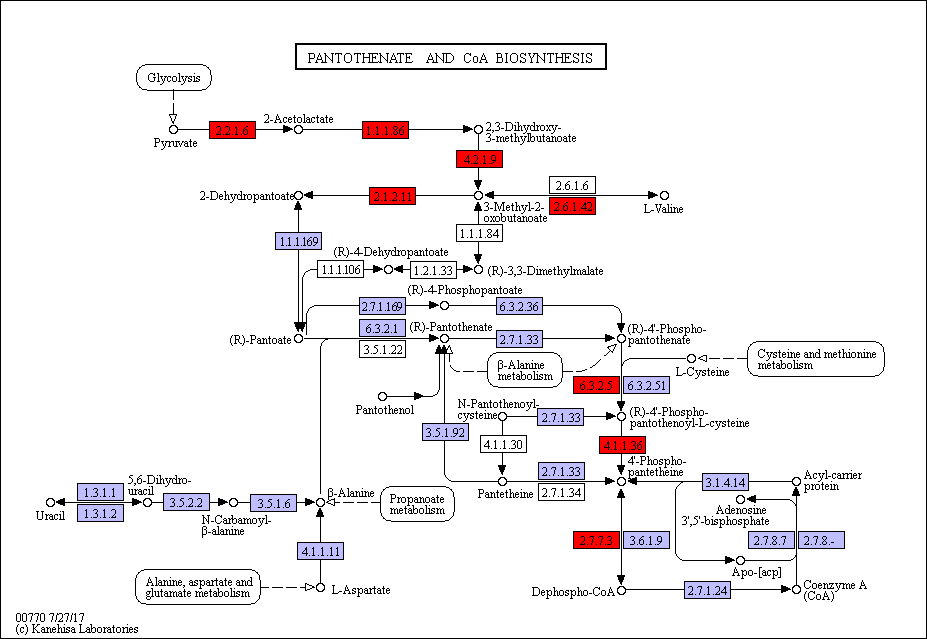 PANTOTHENATE AND CoA BIOSYNTHESIS
Glycolysis
2-Acetolactate
2.2.1.6
1.1.1.86
2,3-Dihydroxy-
3-methylbutanoate
Pyruvate
4.2.1.9
2.6.1.6
2-Dehydropantoate
2.1.2.11
3-Methyl-2-
oxobutanoate
2.6.1.42
L-Valine
1.1.1.84
1.1.1.169
(R)-4-Dehydropantoate
1.1.1.106
1.2.1.33
(R)-3,3-Dimethylmalate
(R)-4-Phosphopantoate
2.7.1.169
6.3.2.36
(R)-Pantoate
6.3.2.1
3.5.1.22
(R)-Pantothenate
2.7.1.33
(R)-4'-Phospho-
pantothenate
β-Alanine
metabolism
L-Cysteine
Cysteine and methionine
metabolism
6.3.2.5
6.3.2.51
Pantothenol
N-Pantothenoyl-
cysteine
2.7.1.33
(R)-4'-Phospho-
pantothenoyl-L-cysteine
3.5.1.92
4.1.1.30
4.1.1.36
4'-Phospho-
pantetheine
2.7.1.33
2.7.1.34
Pantetheine
3.1.4.14
Acyl-carrier
protein
Adenosine
3',5'-bisphosphate
5,6-Dihydro-
uracil
1.3.1.1
1.3.1.2
Uracil
3.5.2.2
N-Carbamoyl-
β-alanine
3.5.1.6
β-Alanine
Propanoate
metabolism
4.1.1.11
2.7.7.3
3.6.1.9
2.7.8.7
2.7.8.-
Apo-[acp]
Alanine, aspartate and
glutamate metabolism
L-Aspartate
Dephospho-CoA
2.7.1.24
Coenzyme A
(CoA)
00770 7/27/17
(c) Kanehisa Laboratories